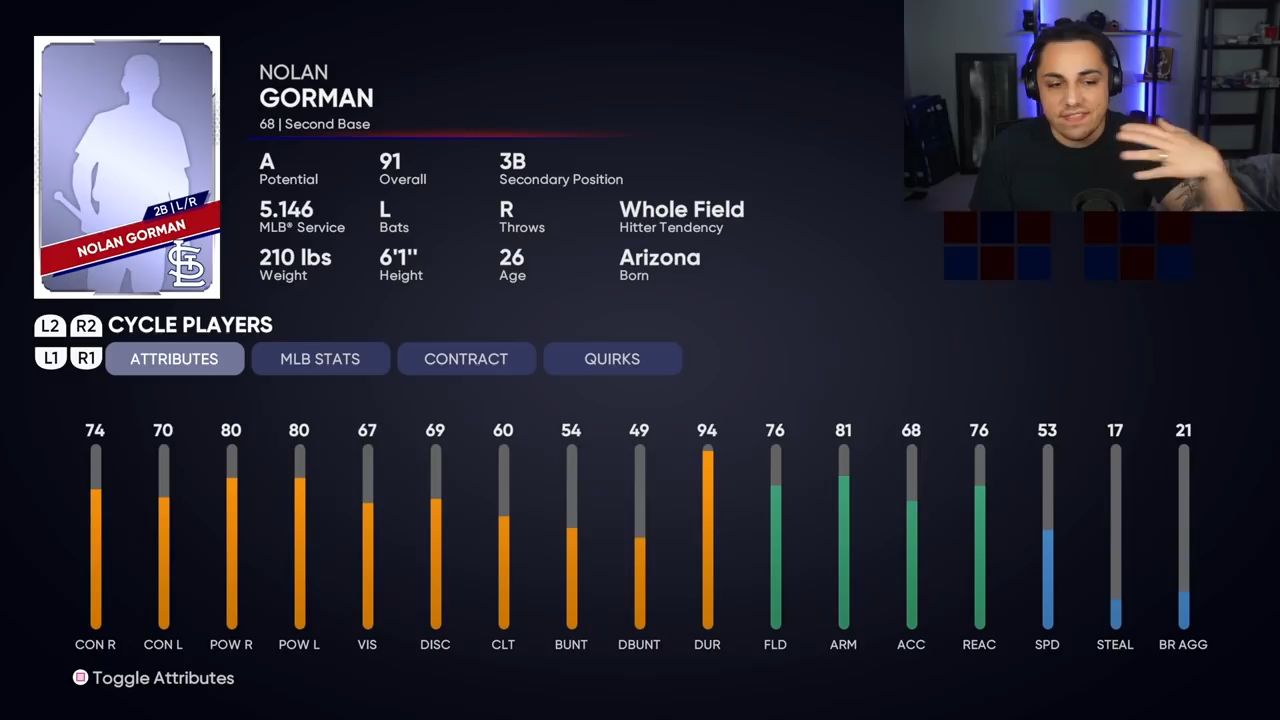 NOLAN
GORMAN
68 | Second Base
A
Potential
91
Overall
3B
Secondary Position
5.146
MLB® Service
L
Bats
R
Throws
Whole Field
Hitter Tendency
210 lbs
Weight
6'1''
Height
26
Age
Arizona
Born
2B | L/R
NOLAN GORMAN
STL
L2 R2 CYCLE PLAYERS
L1 R1 ATTRIBUTES MLB STATS CONTRACT QUIRKS
74 70 80 80 67 69 60 54 49 94 76 81 68 76 53 17 21
CON R CON L POW R POW L VIS DISC CLT BUNT DBUNT DUR FLD ARM ACC REAC SPD STEAL BR AGG
Toggle Attributes